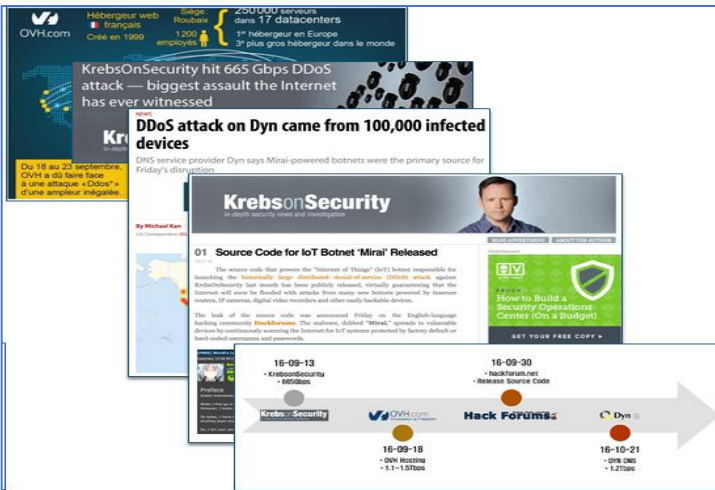 OVH.com
Hébergeur web
français
Créé en 1999
Siège:
Roubaix
1 200
employés
250 000 serveurs
dans 17 datacenters
1er hébergeur en Europe
3e plus gros hébergeur dans le monde
Du 18 au 23 septembre,
OVH a dû faire face
à une attaque «Ddos*»
d'une ampleur inégalée.
KrebsOnSecurity hit 665 Gbps DDoS
attack — biggest assault the Internet
has ever witnessed
NEWS
DDoS attack on Dyn came from 100,000 infected
devices
DNS service provider Dyn says Mirai-powered botnets were the primary source for
Friday's disruption
By Michael Kan
KrebsonSecurity
In-depth security news and investigation
BLOG ADVERTISING
ABOUT THE AUTHOR
01 Source Code for IoT Botnet 'Mirai' Released
The source code that powers the "Internet of Things" (IoT) botnet responsible for
launching the historically large distributed denial-of-service (DDoS) attack against
KrebsOnSecurity last month has been publicly released, virtually guaranteeing that the
Internet will soon be flooded with attacks from many new botnets powered by insecure
routers, IP cameras, digital video recorders and other easily hackable devices.
The leak of the source code was announced Friday on the English-language
hacking community Hackforums. The malware, dubbed "Mirai," spreads to vulnerable
devices by continuously scanning the Internet for IoT systems protected by factory default or
hard-coded usernames and passwords.
Advertisement
EBOOK
How to Build a
Security Operations
Center (On a Budget)
GET YOUR FREE COPY
Preface
16-09-13
- KrebsonSecurity
- 665Gbps
16-09-30
- hackforum.net
- Release Source Code
KrebsonSecurity
OVH.com
Hack Forums
Dyn
16-09-18
- OVH Hosting
- 1.1~1.5Tbps
16-10-21
- DYN DNS
- 1.2Tbps